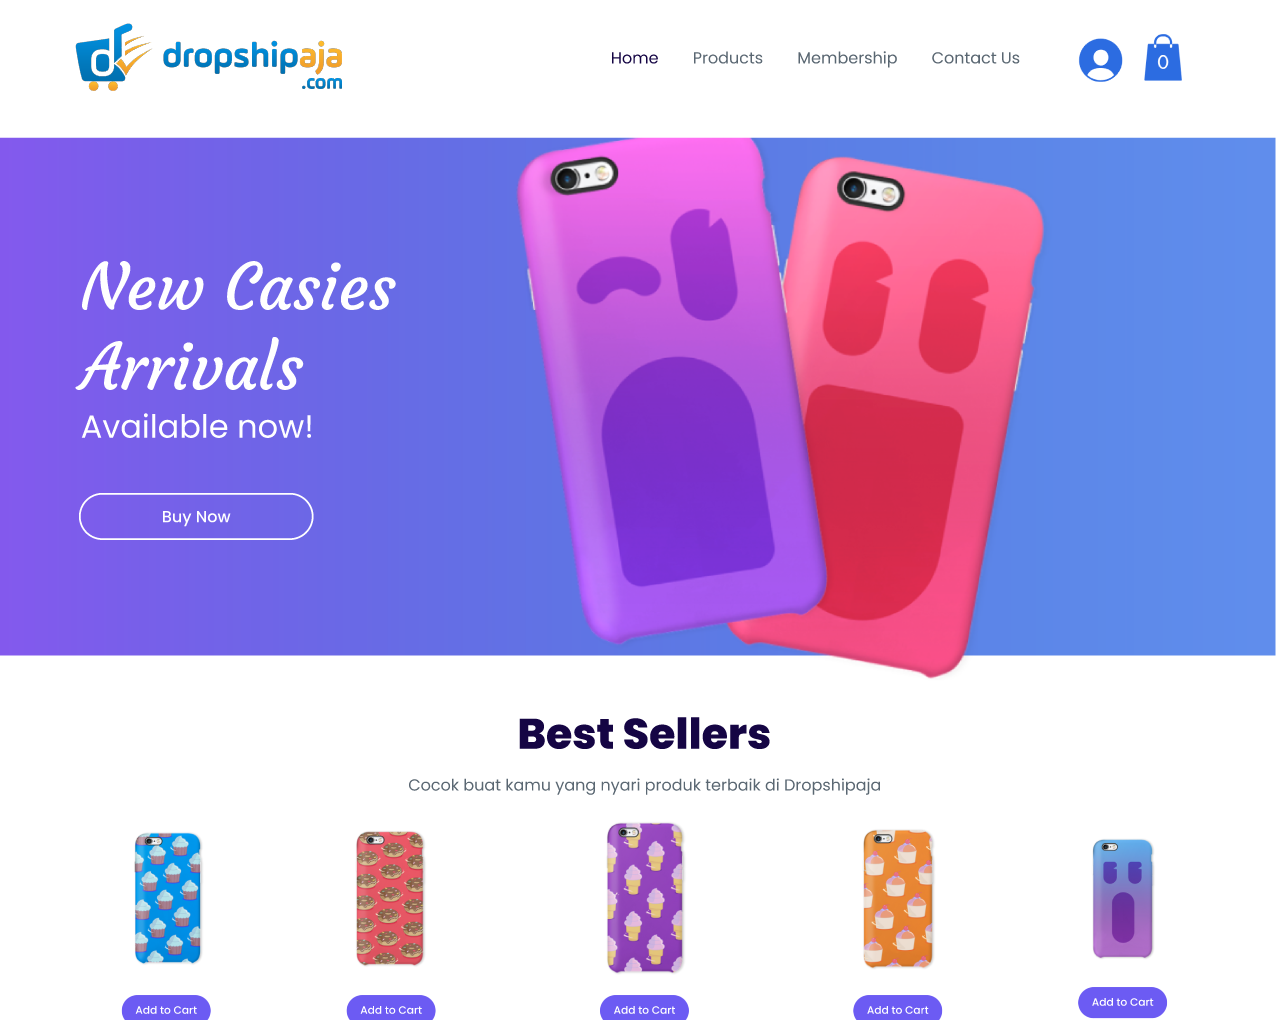 dropshipaja
.com
Home
Products
Membership
Contact Us
0
New Casies
Arrivals
Available now!
Buy Now
Best Sellers
Cocok buat kamu yang nyari produk terbaik di Dropshipaja
Add to Cart
Add to Cart
Add to Cart
Add to Cart
Add to Cart